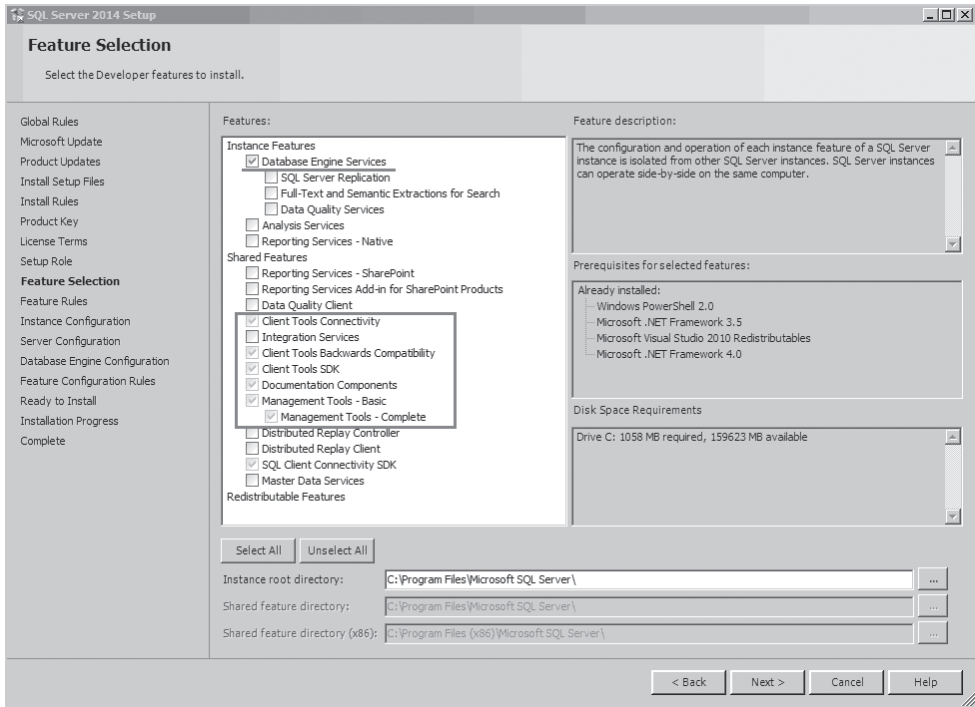 SQL Server 2014 Setup
Feature Selection
Select the Developer features to install.
Global Rules
Microsoft Update
Product Updates
Install Setup Files
Install Rules
Product Key
License Terms
Setup Role
Feature Selection
Feature Rules
Instance Configuration
Server Configuration
Database Engine Configuration
Feature Configuration Rules
Ready to Install
Installation Progress
Complete
Features:
Instance Features
Database Engine Services
SQL Server Replication
Full-Text and Semantic Extractions for Search
Data Quality Services
Analysis Services
Reporting Services - Native
Shared Features
Reporting Services - SharePoint
Reporting Services Add-in for SharePoint Products
Data Quality Client
Client Tools Connectivity
Integration Services
Client Tools Backwards Compatibility
Client Tools SDK
Documentation Components
Management Tools - Basic
Management Tools - Complete
Distributed Replay Controller
Distributed Replay Client
SQL Client Connectivity SDK
Master Data Services
Redistributable Features
Feature description:
The configuration and operation of each instance feature of a SQL Server
instance is isolated from other SQL Server instances. SQL Server instances
can operate side-by-side on the same computer.
Prerequisites for selected features:
Already installed:
Windows PowerShell 2.0
Microsoft .NET Framework 3.5
Microsoft Visual Studio 2010 Redistributables
Microsoft .NET Framework 4.0
Disk Space Requirements
Drive C: 1058 MB required, 159623 MB available
Select All
Unselect All
Instance root directory:
C:\Program Files\Microsoft SQL Server\
...
Shared feature directory:
C:\Program Files\Microsoft SQL Server\
...
Shared feature directory (x86):
C:\Program Files (x86)\Microsoft SQL Server\
...
< Back
Next >
Cancel
Help